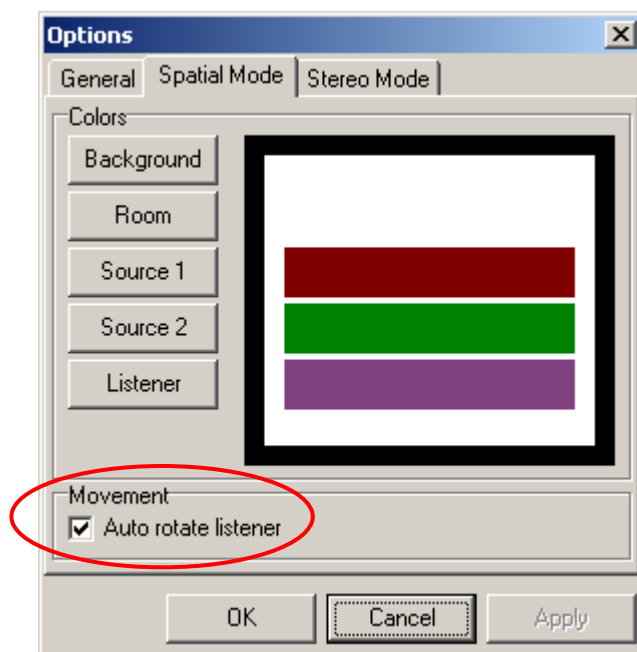 Options
General Spatial Mode Stereo Mode
Colors
Background
Room
Source 1
Source 2
Listener
Movement
Auto rotate listener
OK Cancel Apply